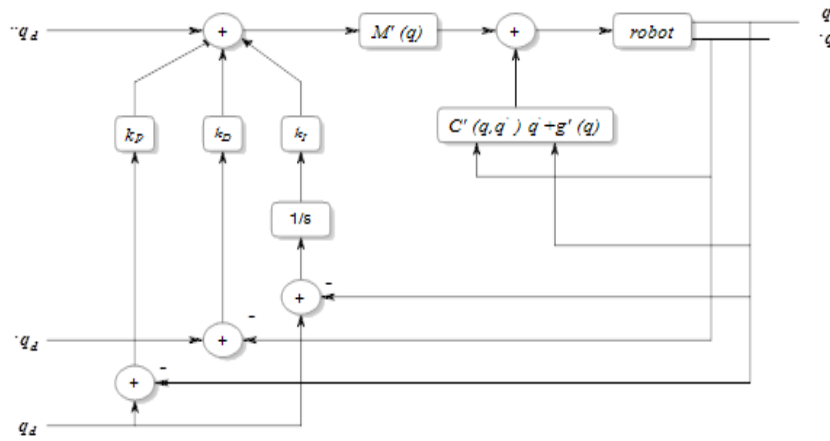 q
··q_d + M' (q) + robot ·q
k_P k_D k_I C' (q,q˙) q˙+g' (q)
1/s
+ -
·q_d + -
+ -
q_d